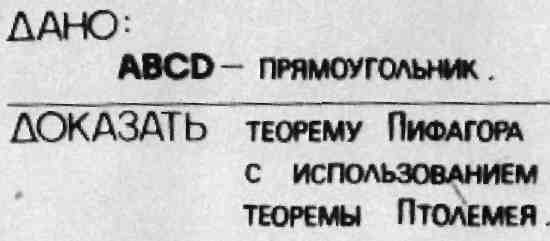 ДАНО:
ABCD — ПРЯМОУГОЛЬНИК.
ДОКАЗАТЬ ТЕОРЕМУ ПИФАГОРА
С ИСПОЛЬЗОВАНИЕМ
ТЕОРЕМЫ ПТОЛЕМЕЯ.